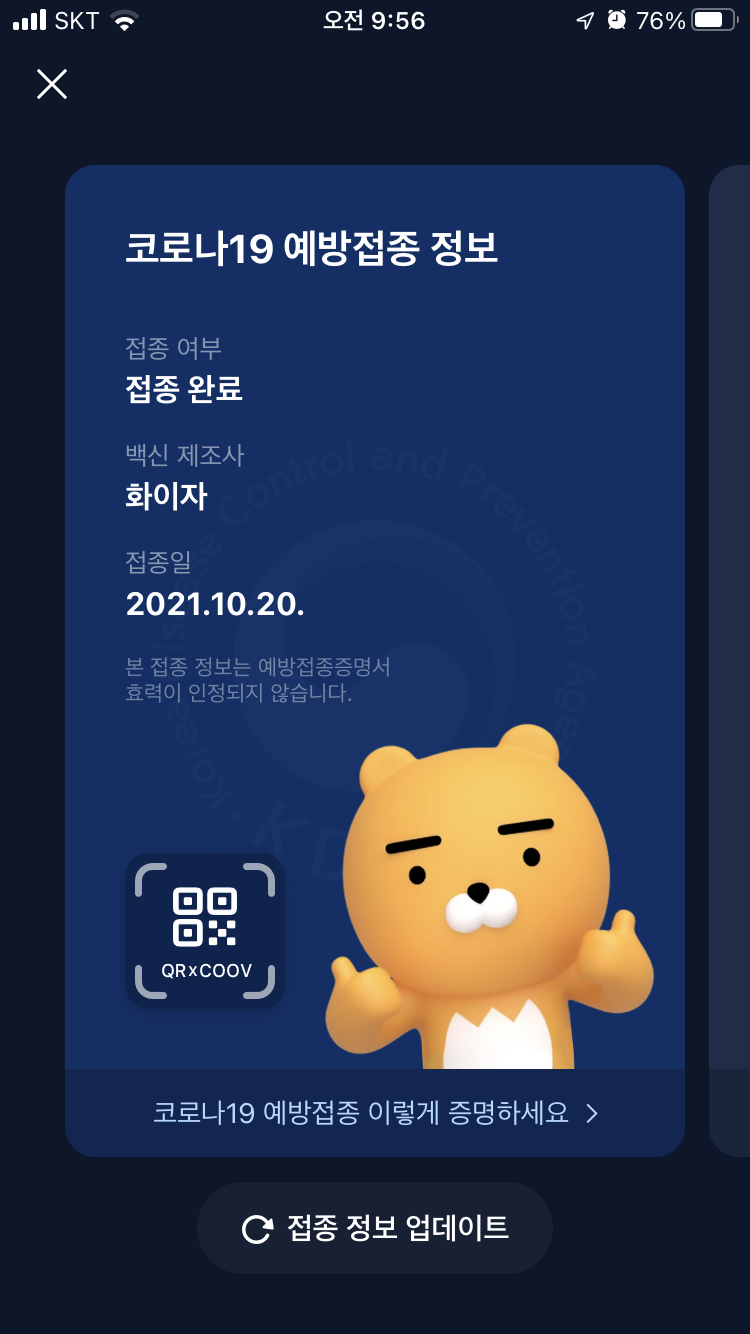 SKT 오전 9:56 76%
코로나19 예방접종 정보
접종 여부
접종 완료
백신 제조사
화이자
접종일
2021.10.20.
본 접종 정보는 예방접종증명서
효력이 인정되지 않습니다.
Korea Disease Control and Prevention Agency
QRxCOOV
코로나19 예방접종 이렇게 증명하세요
접종 정보 업데이트